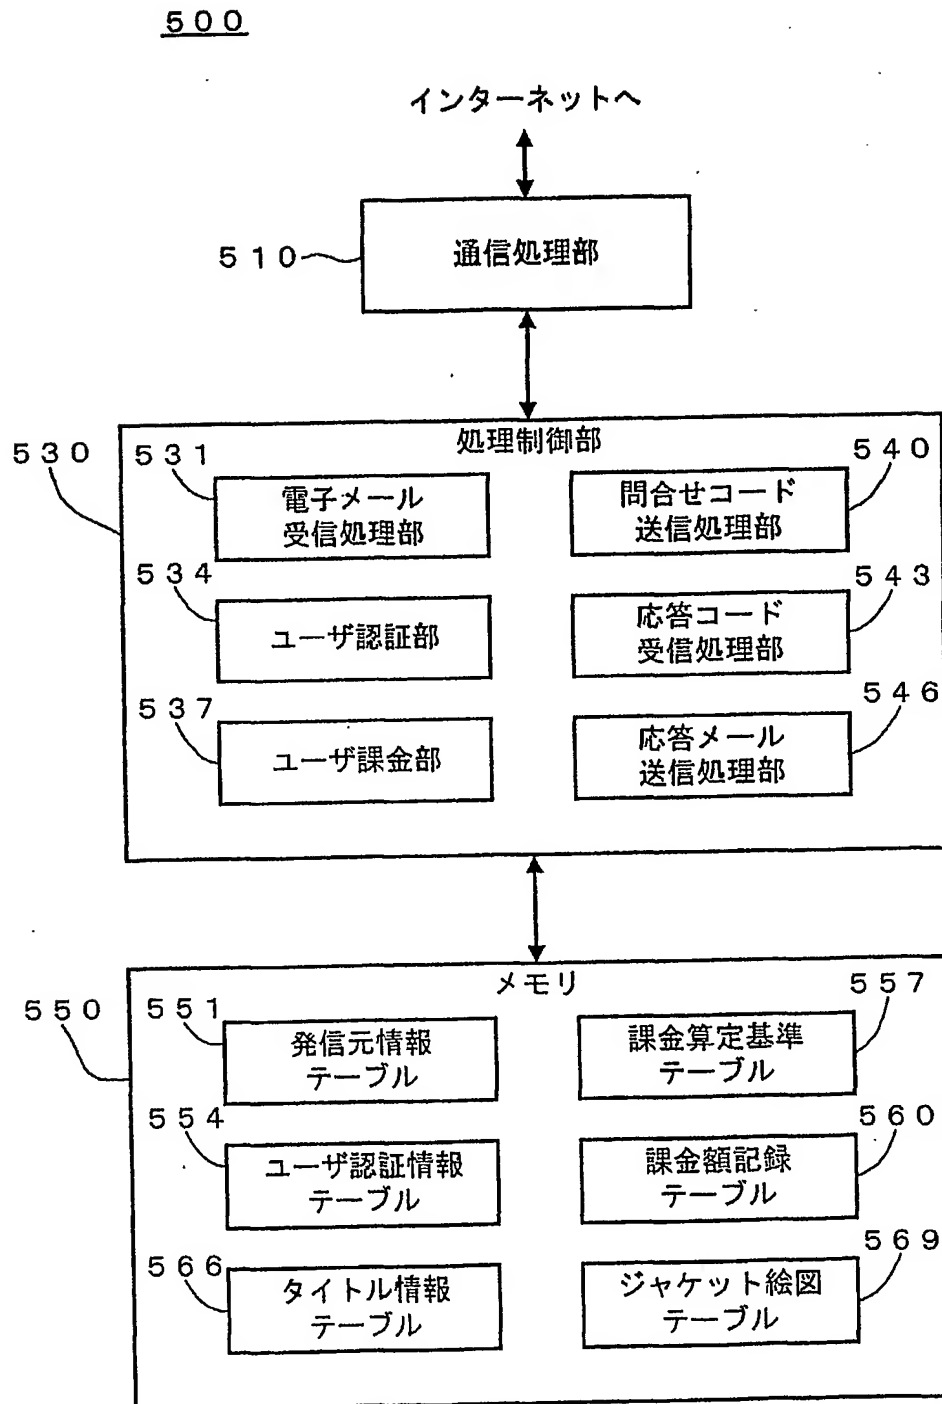 ５００
インターネットへ
５１０
通信処理部
５３０
処理制御部
５３１
電子メール
受信処理部
５４０
問合せコード
送信処理部
５３４
ユーザ認証部
５４３
応答コード
受信処理部
５３７
ユーザ課金部
５４６
応答メール
送信処理部
５５０
メモリ
５５１
発信元情報
テーブル
５５７
課金算定基準
テーブル
５５４
ユーザ認証情報
テーブル
５６０
課金額記録
テーブル
５６６
タイトル情報
テーブル
５６９
ジャケット絵図
テーブル